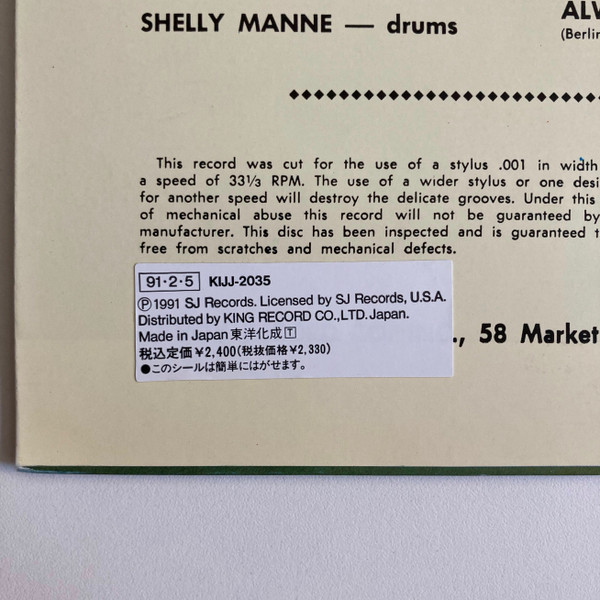 SHELLY MANNE — drums
(Berlin
This record was cut for the use of a stylus .001 in width
a speed of 33⅓ RPM. The use of a wider stylus or one desi
for another speed will destroy the delicate grooves. Under this
of mechanical abuse this record will not be guaranteed by
manufacturer. This disc has been inspected and is guaranteed t
free from scratches and mechanical defects.
91·2·5 KIJJ-2035
Ⓟ1991 SJ Records. Licensed by SJ Records, U.S.A.
Distributed by KING RECORD CO.,LTD. Japan.
Made in Japan 東洋化成🅃
税込定価¥2,400(税抜価格¥2,330)
●このシールは簡単にはがせます。
., 58 Market